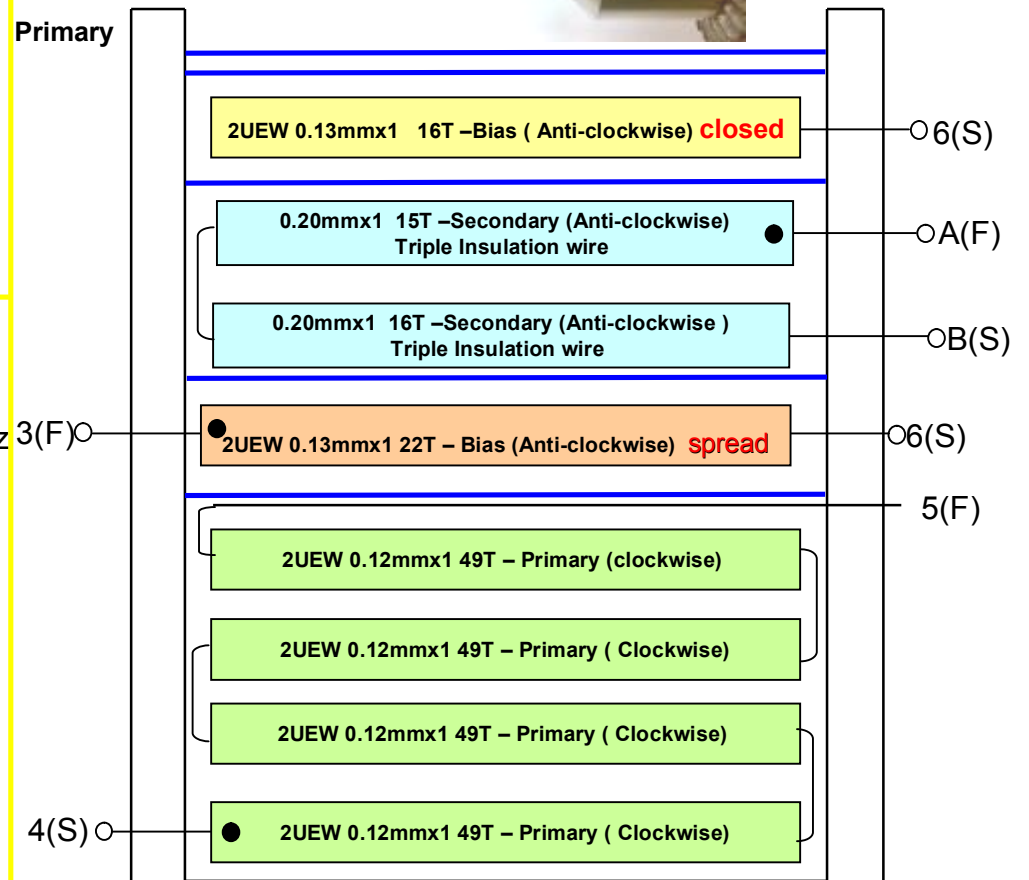 Primary
2UEW 0.13mmx1 16T –Bias ( Anti-clockwise) closed
6(S)
0.20mmx1 15T –Secondary (Anti-clockwise)
Triple Insulation wire
A(F)
0.20mmx1 16T –Secondary (Anti-clockwise )
Triple Insulation wire
B(S)
z
3(F)
2UEW 0.13mmx1 22T – Bias (Anti-clockwise) spread
6(S)
5(F)
2UEW 0.12mmx1 49T – Primary (clockwise)
2UEW 0.12mmx1 49T – Primary ( Clockwise)
2UEW 0.12mmx1 49T – Primary ( Clockwise)
4(S)
2UEW 0.12mmx1 49T – Primary ( Clockwise)